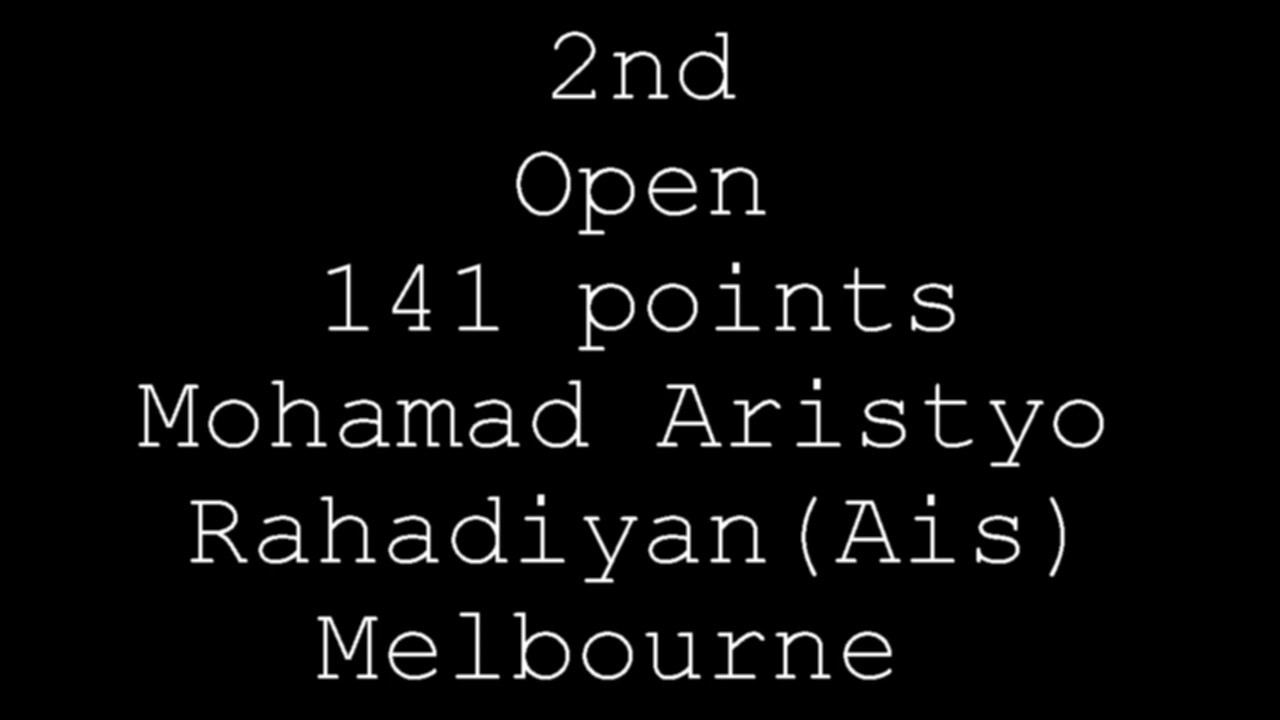 2nd
Open
141 points
Mohamad Aristyo
Rahadiyan(Ais)
Melbourne